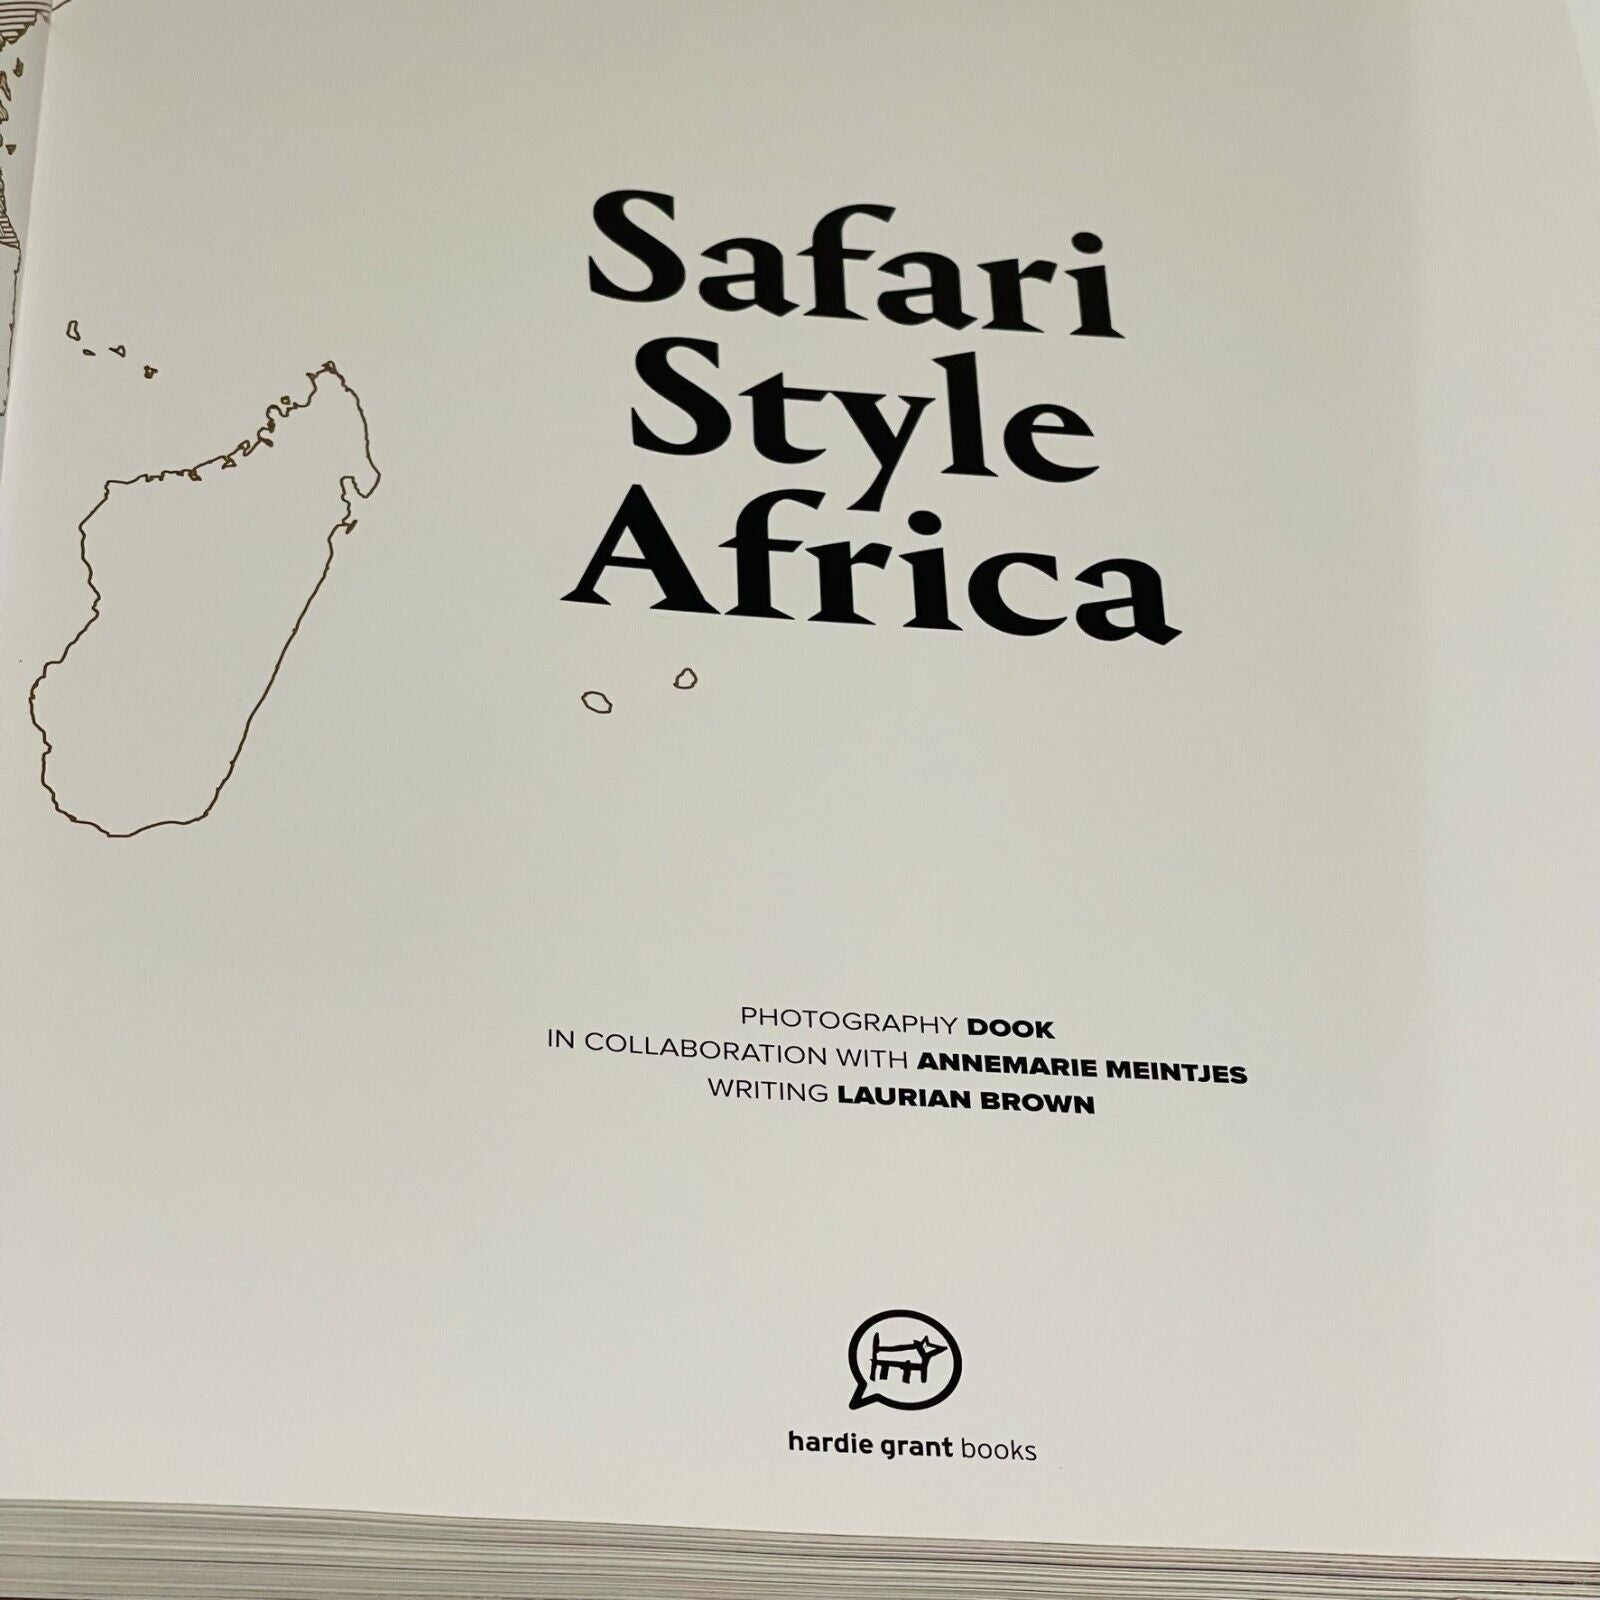 Safari
Style
Africa
PHOTOGRAPHY DOOK
IN COLLABORATION WITH ANNEMARIE MEINTJES
WRITING LAURIAN BROWN
hardie grant books